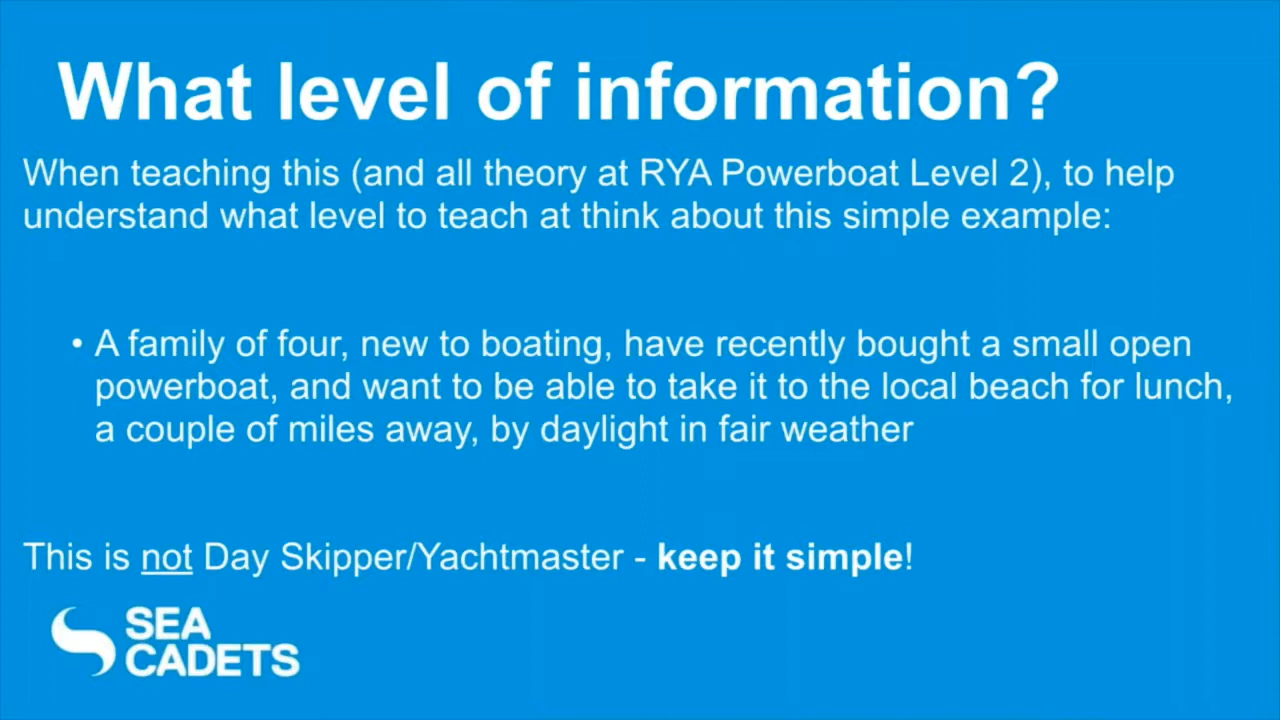 What level of information?
When teaching this (and all theory at RYA Powerboat Level 2), to help
understand what level to teach at think about this simple example:
• A family of four, new to boating, have recently bought a small open
powerboat, and want to be able to take it to the local beach for lunch,
a couple of miles away, by daylight in fair weather
This is not Day Skipper/Yachtmaster - keep it simple!
SEA
CADETS